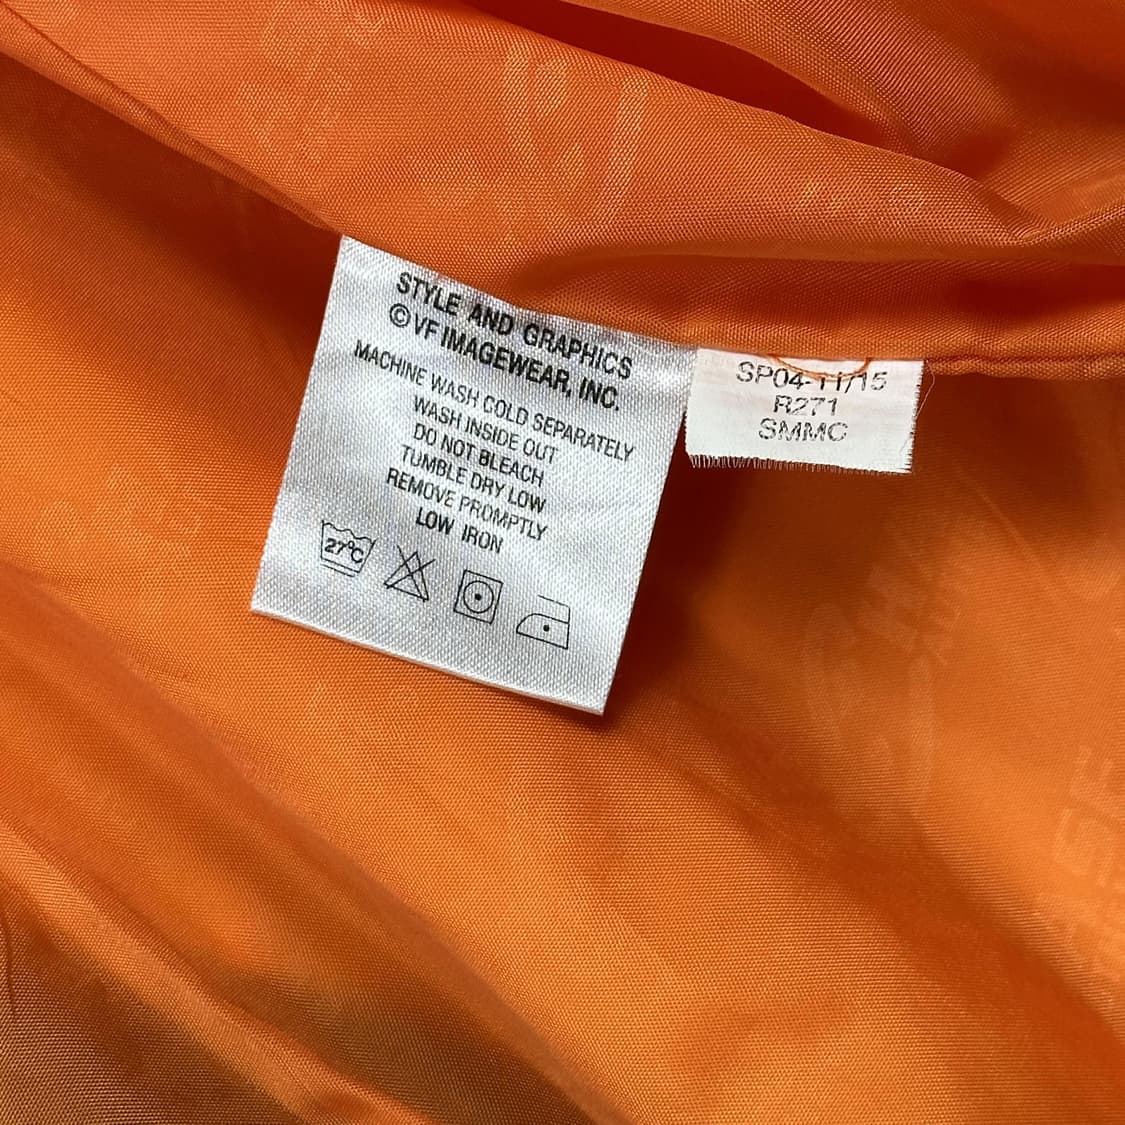 STYLE AND GRAPHICS
©VF IMAGEWEAR, INC.
MACHINE WASH COLD SEPARATELY
WASH INSIDE OUT
DO NOT BLEACH
TUMBLE DRY LOW
REMOVE PROMPTLY
LOW IRON
27°C
SP04-11/15
R271
SMMC